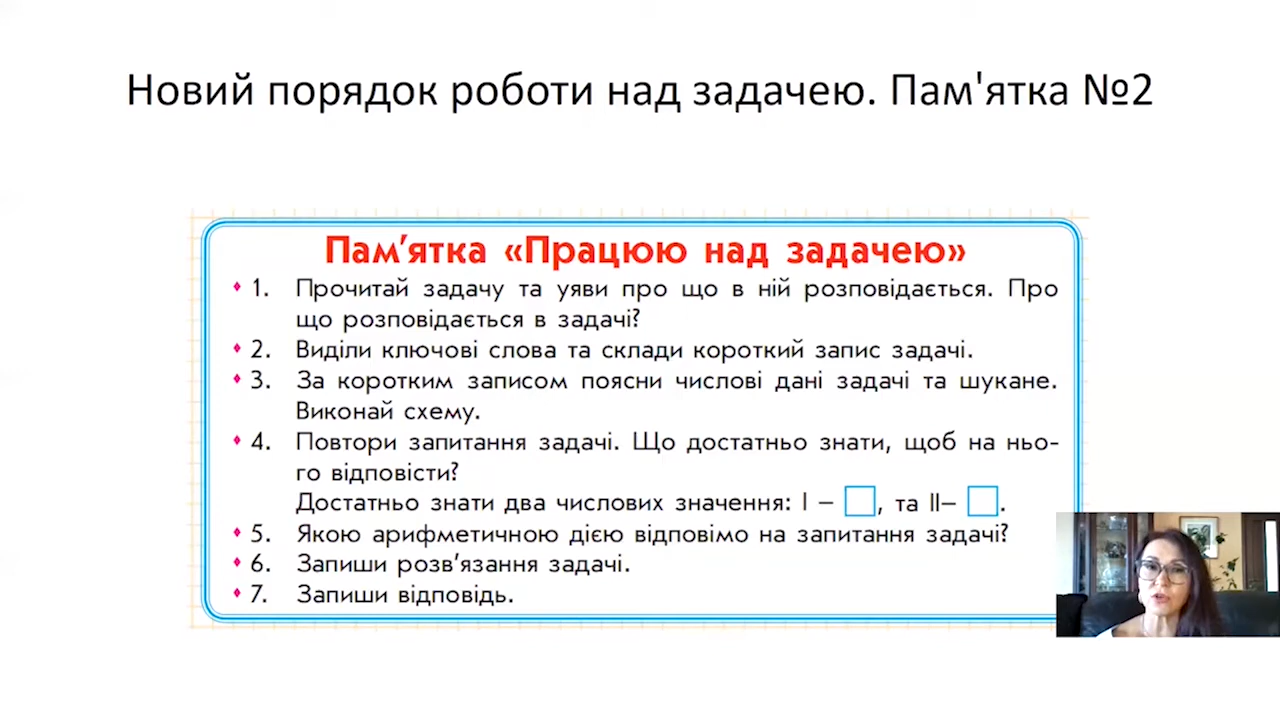 Новий порядок роботи над задачею. Пам'ятка №2
Пам’ятка «Працюю над задачею»
1. Прочитай задачу та уяви про що в ній розповідається. Про
що розповідається в задачі?
2. Виділи ключові слова та склади короткий запис задачі.
3. За коротким записом поясни числові дані задачі та шукане.
Виконай схему.
4. Повтори запитання задачі. Що достатньо знати, щоб на ньо-
го відповісти?
Достатньо знати два числових значення: І – , та ІІ– .
5. Якою арифметичною дією відповімо на запитання задачі?
6. Запиши розв’язання задачі.
7. Запиши відповідь.